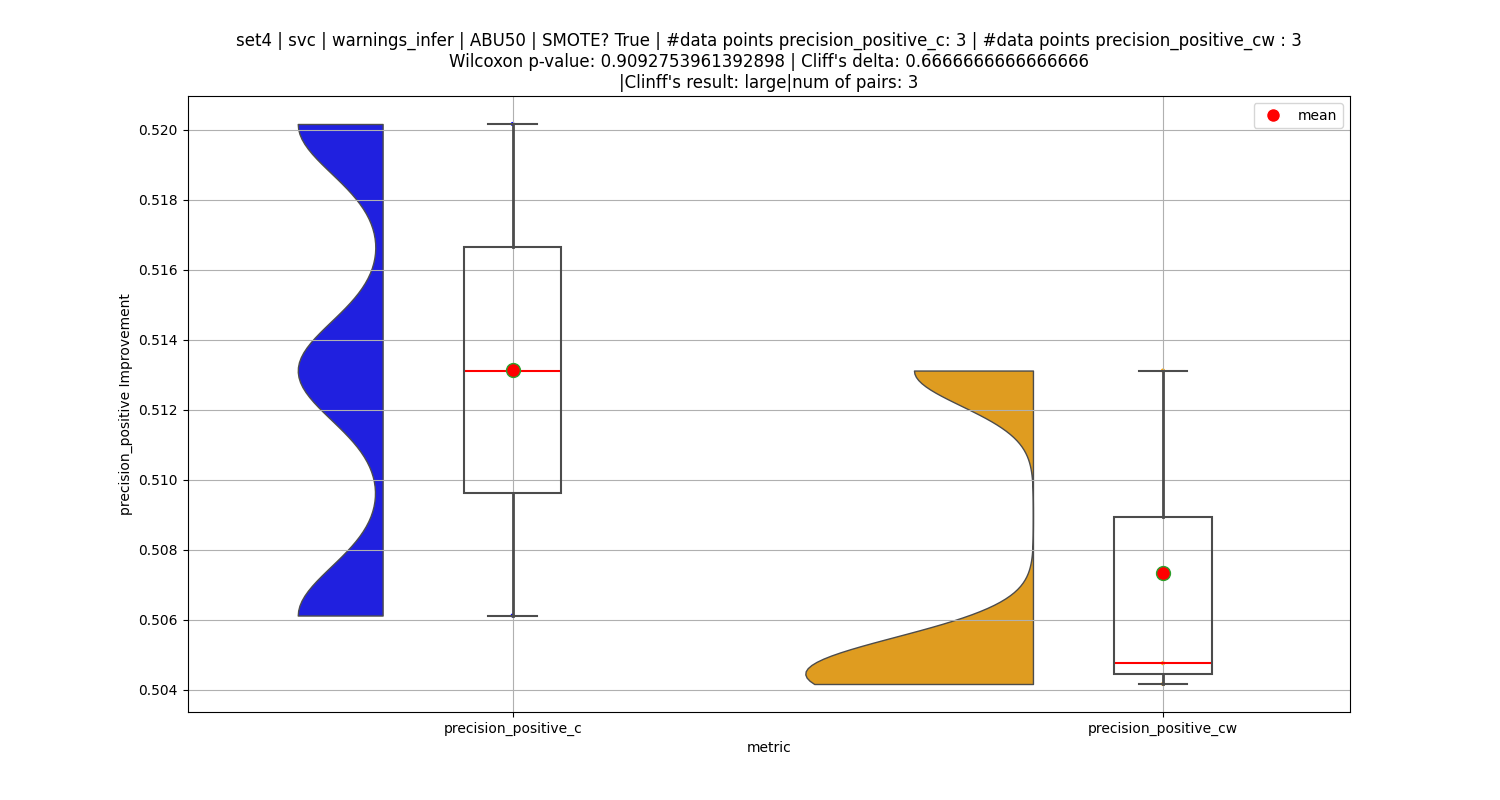 set4 | svc | warnings_infer | ABU50 | SMOTE? True | #data points precision_positive_c: 3 | #data points precision_positive_cw : 3
Wilcoxon p-value: 0.9092753961392898 | Cliff's delta: 0.6666666666666666
|Clinff's result: large|num of pairs: 3
mean
0.520
0.518
0.516
0.514
0.512
0.510
0.508
0.506
0.504
precision_positive Improvement
precision_positive_c
precision_positive_cw
metric